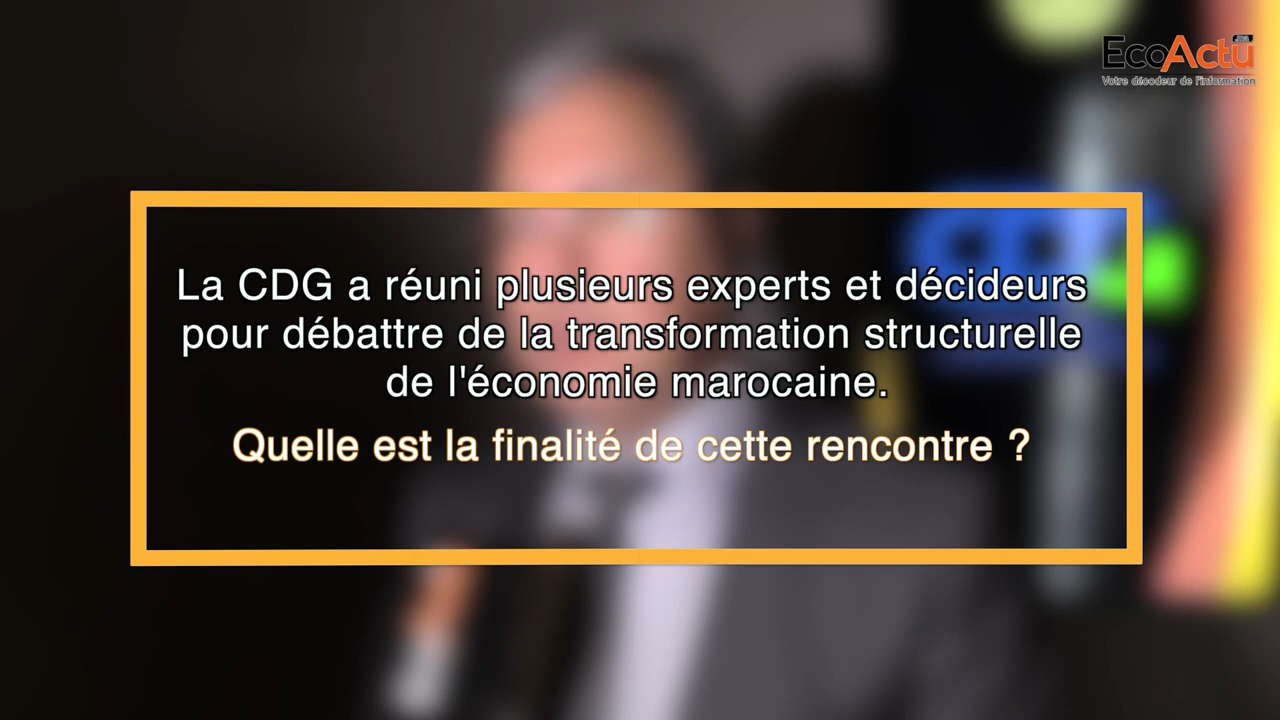 EcoActu
.ma
Votre décodeur de l'information
La CDG a réuni plusieurs experts et décideurs
pour débattre de la transformation structurelle
de l'économie marocaine.
Quelle est la finalité de cette rencontre ?